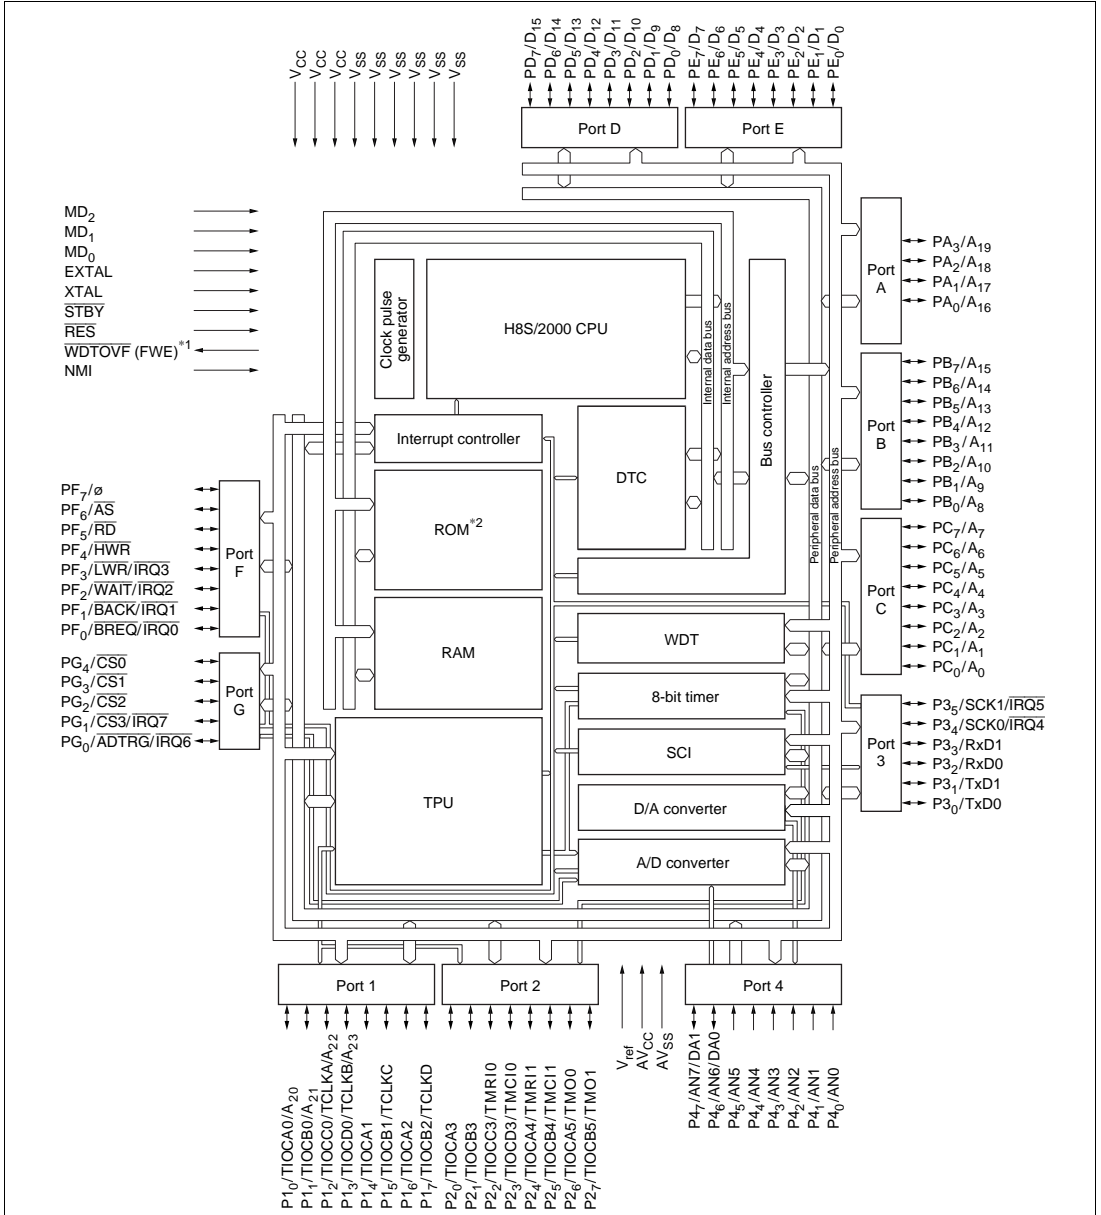 VCC
VCC
VCC
VSS
VSS
VSS
VSS
VSS
VSS
PD7/D15
PD6/D14
PD5/D13
PD4/D12
PD3/D11
PD2/D10
PD1/D9
PD0/D8
PE7/D7
PE6/D6
PE5/D5
PE4/D4
PE3/D3
PE2/D2
PE1/D1
PE0/D0
Port D
Port E
MD2
MD1
MD0
EXTAL
XTAL
STBY
RES
WDTOVF (FWE)*1
NMI
Clock pulse generator
H8S/2000 CPU
Internal data bus
Internal address bus
Bus controller
Peripheral data bus
Peripheral address bus
Port A
PA3/A19
PA2/A18
PA1/A17
PA0/A16
Port B
PB7/A15
PB6/A14
PB5/A13
PB4/A12
PB3/A11
PB2/A10
PB1/A9
PB0/A8
Interrupt controller
DTC
ROM*2
RAM
TPU
WDT
8-bit timer
SCI
D/A converter
A/D converter
PF7/ø
PF6/AS
PF5/RD
PF4/HWR
PF3/LWR/IRQ3
PF2/WAIT/IRQ2
PF1/BACK/IRQ1
PF0/BREQ/IRQ0
Port F
PG4/CS0
PG3/CS1
PG2/CS2
PG1/CS3/IRQ7
PG0/ADTRG/IRQ6
Port G
Port C
PC7/A7
PC6/A6
PC5/A5
PC4/A4
PC3/A3
PC2/A2
PC1/A1
PC0/A0
Port 3
P35/SCK1/IRQ5
P34/SCK0/IRQ4
P33/RxD1
P32/RxD0
P31/TxD1
P30/TxD0
Port 1
Port 2
Port 4
P10/TIOCA0/A20
P11/TIOCB0/A21
P12/TIOCC0/TCLKA/A22
P13/TIOCD0/TCLKB/A23
P14/TIOCA1
P15/TIOCB1/TCLKC
P16/TIOCA2
P17/TIOCB2/TCLKD
P20/TIOCA3
P21/TIOCB3
P22/TIOCC3/TMRI0
P23/TIOCD3/TMCI0
P24/TIOCA4/TMRI1
P25/TIOCB4/TMCI1
P26/TIOCA5/TMO0
P27/TIOCB5/TMO1
Vref
AVCC
AVSS
P47/AN7/DA1
P46/AN6/DA0
P45/AN5
P44/AN4
P43/AN3
P42/AN2
P41/AN1
P40/AN0